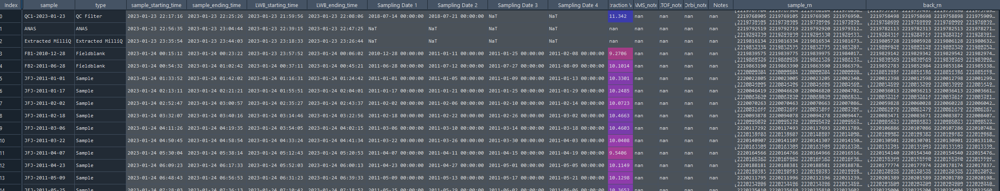 Index sample type sample_starting_time sample_ending_time LWB_starting_time LWB_ending_time Sampling Date 1 Sampling Date 2 Sampling Date 3 Sampling Date 4 traction V AMS_note TOF_note Orbi_note Notes sample_rn back_rn
0 QC1-2023-01-23 QC Filter 2023-01-23 22:17:16 2023-01-23 22:25:26 2023-01-23 21:59:56 2023-01-23 22:08:06 2018-07-14 00:00:00 2018-07-21 00:00:00 NaT NaT 11.342 nan nan nan nan 2219768905 2219769105 2219769305 221976950… 2219758498 2219758698 2219758898 221975909…
1 ANAS ANAS 2023-01-23 22:56:35 2023-01-23 23:04:44 2023-01-23 22:39:15 2023-01-23 22:47:25 NaT NaT NaT NaT nan nan nan nan nan 2219792519 2219792719 2219792920 221979312… 2219782113 2219782313 2219782513 221978271…
2 Extracted MilliQ Extracted MilliQ 2023-01-23 23:35:54 2023-01-23 23:44:03 2023-01-23 23:18:33 2023-01-23 23:26:44 NaT NaT NaT NaT nan nan nan nan nan 2219816134 2219816334 2219816534 221981673… 2219805728 2219805928 2219806128 221980632…
3 FB1-2010-12-28 Fieldblank 2023-01-24 00:15:12 2023-01-24 00:23:22 2023-01-23 23:57:52 2023-01-24 00:06:02 2010-12-28 00:00:00 2011-01-11 00:00:00 2011-01-25 00:00:00 2011-02-08 00:00:00 9.2706 nan nan nan nan 2219839575 2219839775 2219839975 221984017… 2219829142 2219829342 2219829542 221982974…
4 FB2-2011-06-28 Fieldblank 2023-01-24 00:54:32 2023-01-24 01:02:42 2023-01-24 00:37:11 2023-01-24 00:45:21 2011-06-28 00:00:00 2011-07-12 00:00:00 2011-07-27 00:00:00 2011-08-09 00:00:00 10.1014 nan nan nan nan 2219863190 2219863390 2219863590 221986379… 2219852783 2219852984 2219853184 221985338…
5 JFJ-2011-01-01 Sample 2023-01-24 01:33:52 2023-01-24 01:42:02 2023-01-24 01:16:31 2023-01-24 01:24:42 2011-01-01 00:00:00 2011-01-05 00:00:00 2011-01-09 00:00:00 2011-01-13 00:00:00 10.3301 nan nan nan nan 2220022805 2220023005 2220023205 222002340… 2220012398 2220012598 2220012798 222001299…
6 JFJ-2011-01-17 Sample 2023-01-24 02:13:11 2023-01-24 02:21:21 2023-01-24 01:55:51 2023-01-24 02:04:01 2011-01-17 00:00:00 2011-01-21 00:00:00 2011-01-25 00:00:00 2011-01-29 00:00:00 10.2485 nan nan nan nan 2220046419 2220046620 2220046820 222004702… 2220036013 2220036213 2220036413 222003661…
7 JFJ-2011-02-02 Sample 2023-01-24 02:52:47 2023-01-24 03:00:57 2023-01-24 02:35:27 2023-01-24 02:43:37 2011-02-02 00:00:00 2011-02-06 00:00:00 2011-02-10 00:00:00 2011-02-14 00:00:00 10.0723 nan nan nan nan 2220070263 2220070463 2220070663 222007086… 2220059828 2220060028 2220060228 222006042…
8 JFJ-2011-02-18 Sample 2023-01-24 03:32:07 2023-01-24 03:40:16 2023-01-24 03:14:46 2023-01-24 03:22:56 2011-02-18 00:00:00 2011-02-22 00:00:00 2011-02-26 00:00:00 2011-03-02 00:00:00 10.4663 nan nan nan nan 2220093878 2220094078 2220094278 222009447… 2220083471 2220083671 2220083872 222008407…
9 JFJ-2011-03-06 Sample 2023-01-24 04:11:26 2023-01-24 04:19:35 2023-01-24 03:54:05 2023-01-24 04:02:15 2011-03-06 00:00:00 2011-03-10 00:00:00 2011-03-14 00:00:00 2011-03-18 00:00:00 10.4603 nan nan nan nan 2220117292 2220117493 2220117693 222011789… 2220106886 2220107086 2220107286 222010748…
10 JFJ-2011-03-22 Sample 2023-01-24 04:50:45 2023-01-24 04:58:54 2023-01-24 04:33:24 2023-01-24 04:41:34 2011-03-22 00:00:00 2011-03-26 00:00:00 2011-03-30 00:00:00 2011-04-03 00:00:00 10.0408 nan nan nan nan 2220140907 2220141107 2220141307 222014150… 2220130501 2220130701 2220130901 222013110…
11 JFJ-2011-04-07 Sample 2023-01-24 05:30:04 2023-01-24 05:38:14 2023-01-24 05:12:43 2023-01-24 05:20:53 2011-04-07 00:00:00 2011-04-11 00:00:00 2011-04-15 00:00:00 2011-04-19 00:00:00 9.5406 nan nan nan nan 2220164566 2220164766 2220164966 222016516… 2220154140 2220154340 2220154540 222015476…
12 JFJ-2011-04-23 Sample 2023-01-24 06:09:23 2023-01-24 06:17:33 2023-01-24 05:52:03 2023-01-24 06:00:13 2011-04-23 00:00:00 2011-04-27 00:00:00 2011-05-01 00:00:00 2011-05-05 00:00:00 10.1149 nan nan nan nan 2220188181 2220188381 2220188581 222018878… 2220177774 2220177974 2220178174 222017837…
13 JFJ-2011-05-09 Sample 2023-01-24 06:48:43 2023-01-24 06:56:53 2023-01-24 06:31:23 2023-01-24 06:39:33 2011-05-09 00:00:00 2011-05-13 00:00:00 2011-05-17 00:00:00 2011-05-21 00:00:00 10.1298 nan nan nan nan 2220211795 2220211996 2220212196 222021239… 2220201389 2220201589 2220201789 222020198…
14 JFJ-2011-05-25 Sample 2023-01-24 07:28:03 2023-01-24 07:36:13 2023-01-24 07:10:42 2023-01-24 07:18:52 2011-05-25 00:00:00 2011-05-29 00:00:00 2011-06-02 00:00:00 2011-06-06 00:00:00 10.3652 nan nan nan nan 2220235410 2220235610 2220235810 222023602… 2220225004 2220225204 2220225404 222022560…